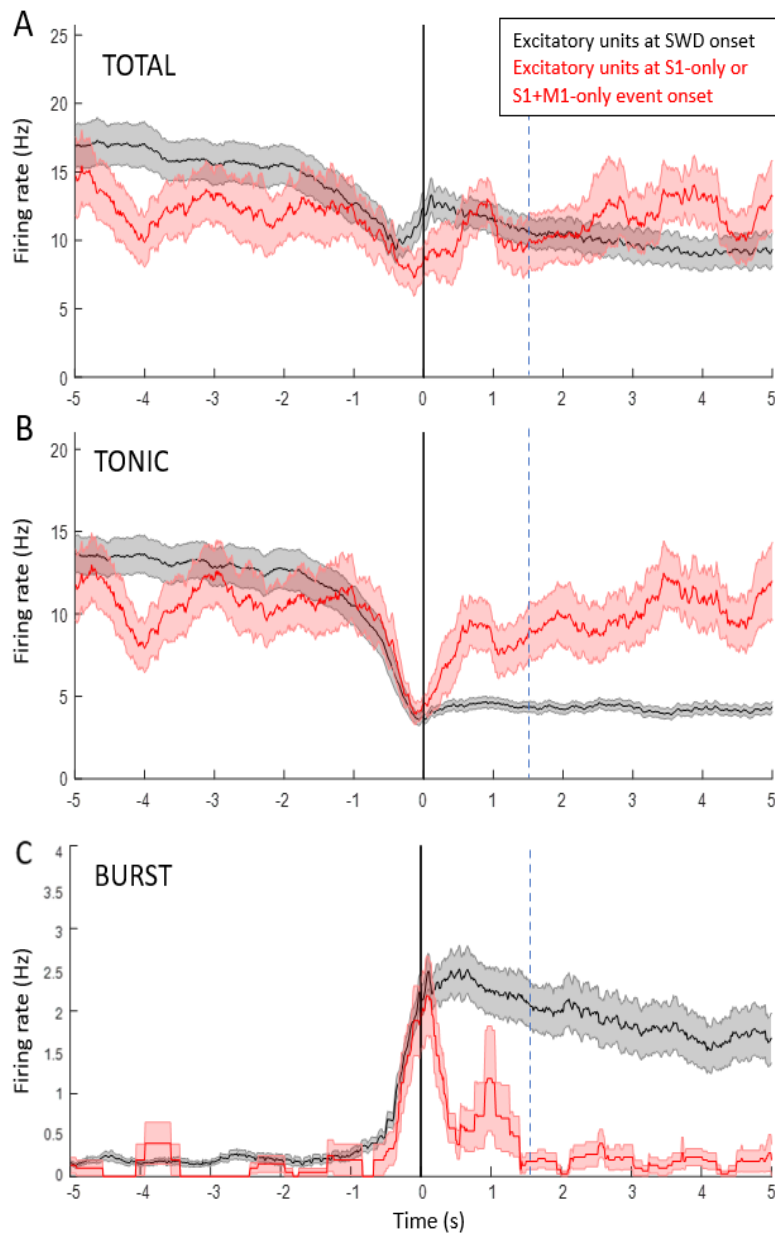 A
TOTAL
Excitatory units at SWD onset
Excitatory units at S1-only or
S1+M1-only event onset
Firing rate (Hz)
25
20
15
10
5
0
-5 -4 -3 -2 -1 0 1 2 3 4 5
B
TONIC
Firing rate (Hz)
20
15
10
5
0
-5 -4 -3 -2 -1 0 1 2 3 4 5
C
BURST
Firing rate (Hz)
4
3.5
3
2.5
2
1.5
1
0.5
0
-5 -4 -3 -2 -1 0 1 2 3 4 5
Time (s)